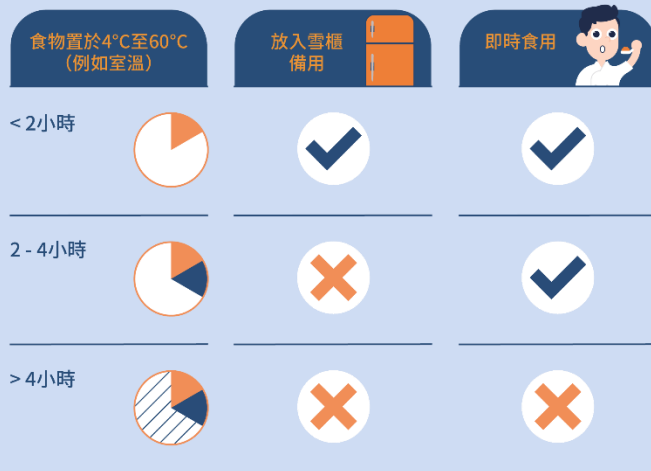 食物置於4°C至60°C
（例如室溫）
放入雪櫃
備用
即時食用
< 2小時
2 - 4小時
> 4小時